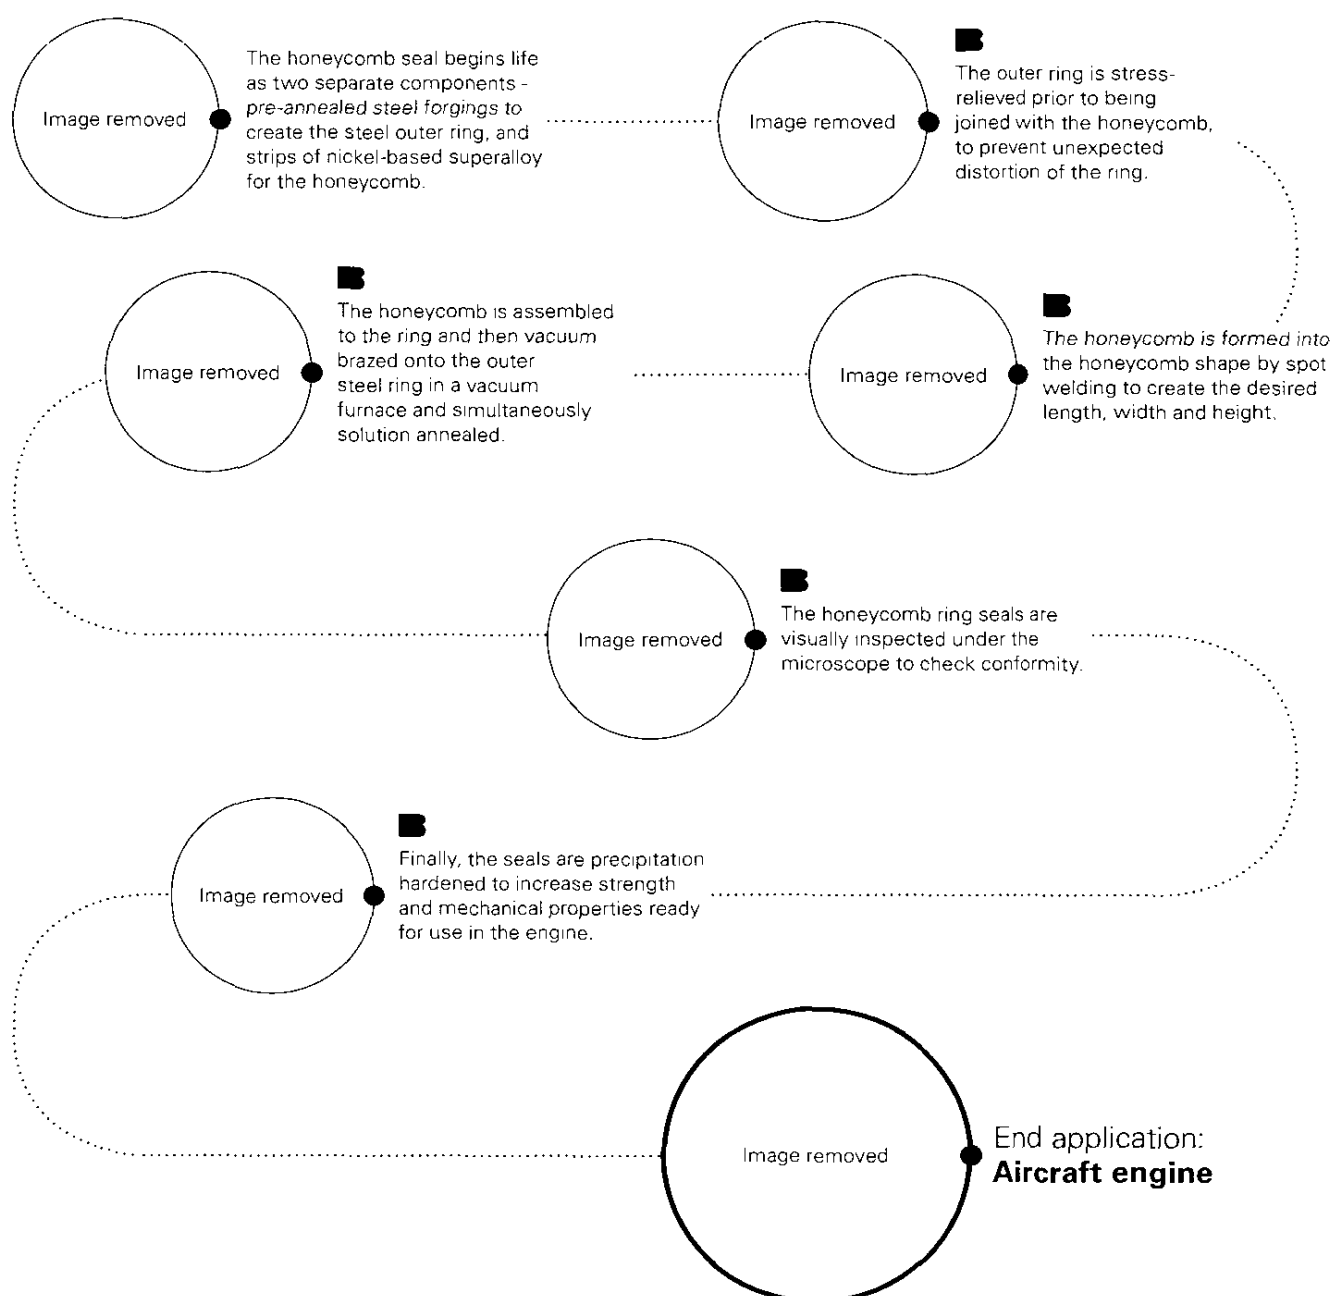 Image removed
The honeycomb seal begins life
as two separate components -
pre-annealed steel forgings to
create the steel outer ring, and
strips of nickel-based superalloy
for the honeycomb.
Image removed
The outer ring is stress-
relieved prior to being
joined with the honeycomb,
to prevent unexpected
distortion of the ring.
Image removed
The honeycomb is formed into
the honeycomb shape by spot
welding to create the desired
length, width and height.
Image removed
The honeycomb is assembled
to the ring and then vacuum
brazed onto the outer
steel ring in a vacuum
furnace and simultaneously
solution annealed.
Image removed
The honeycomb ring seals are
visually inspected under the
microscope to check conformity.
Image removed
Finally, the seals are precipitation
hardened to increase strength
and mechanical properties ready
for use in the engine.
Image removed
End application:
Aircraft engine